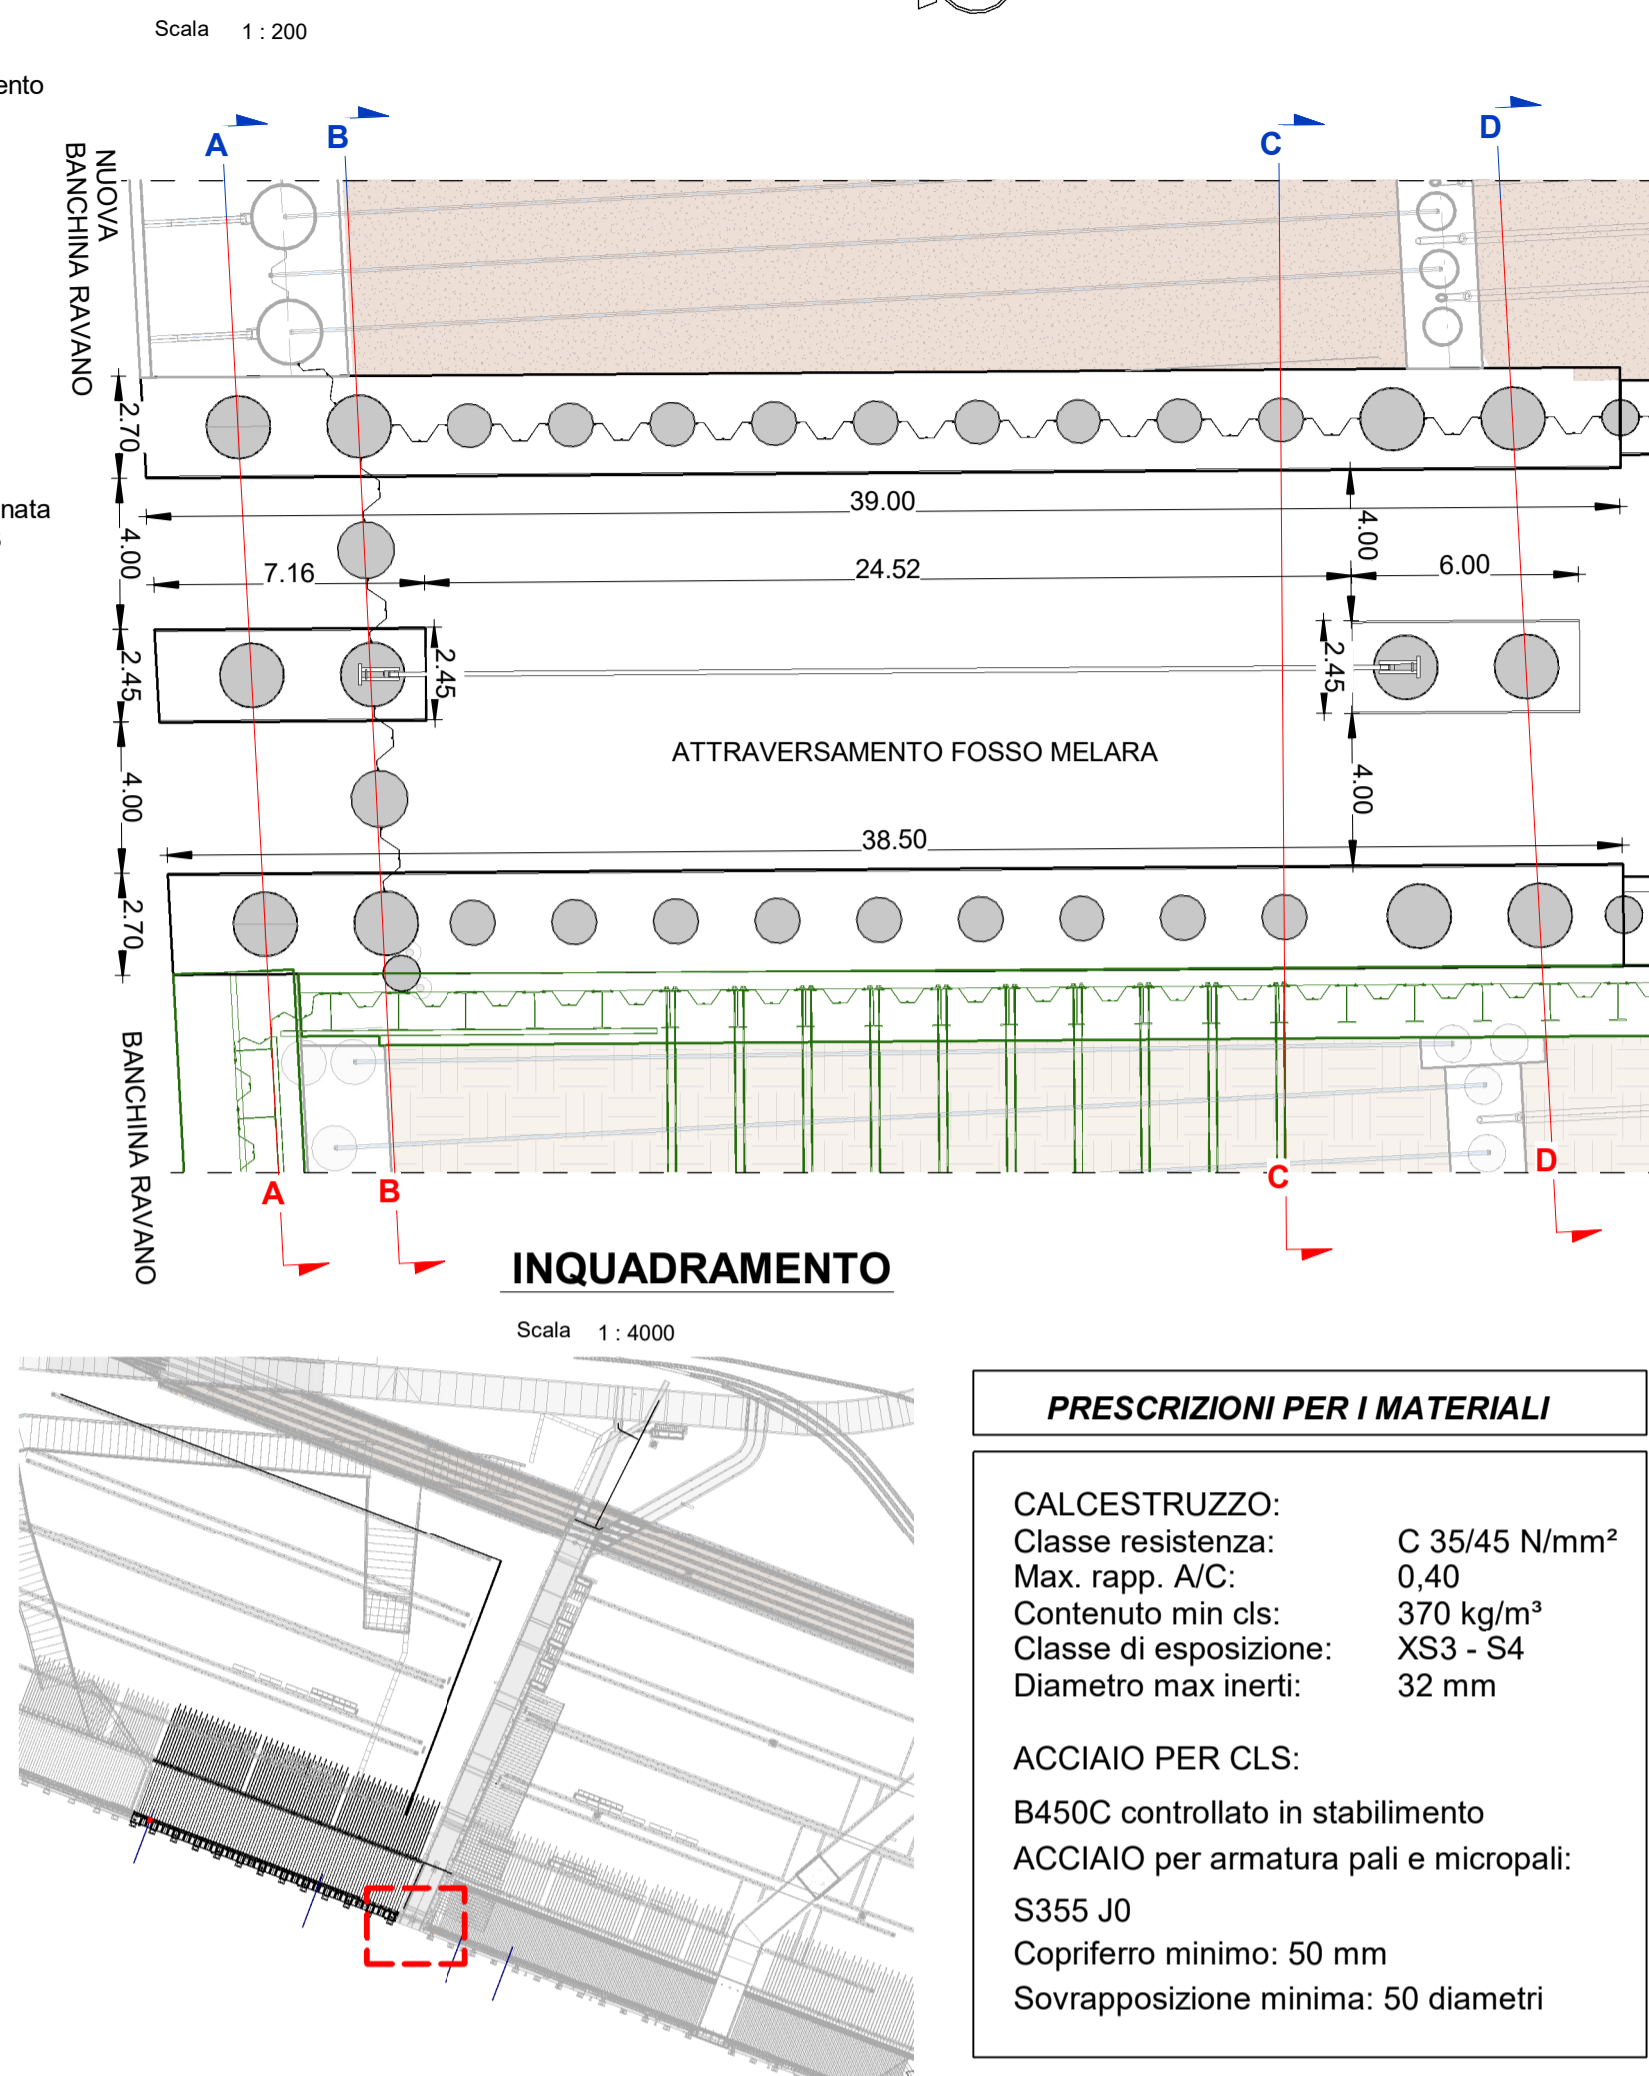 Scala 1 : 200
ento
A
B
C
D
NUOVA
BANCHINA RAVANO
2.70
39.00
nata
4.00
4.00
7.16
24.52
6.00
2.45
2.45
2.45
ATTRAVERSAMENTO FOSSO MELARA
4.00
4.00
38.50
2.70
BANCHINA RAVANO
A
B
C
D
INQUADRAMENTO
Scala 1 : 4000
PRESCRIZIONI PER I MATERIALI
CALCESTRUZZO:
Classe resistenza: C 35/45 N/mm²
Max. rapp. A/C: 0,40
Contenuto min cls: 370 kg/m³
Classe di esposizione: XS3 - S4
Diametro max inerti: 32 mm
ACCIAIO PER CLS:
B450C controllato in stabilimento
ACCIAIO per armatura pali e micropali:
S355 J0
Copriferro minimo: 50 mm
Sovrapposizione minima: 50 diametri